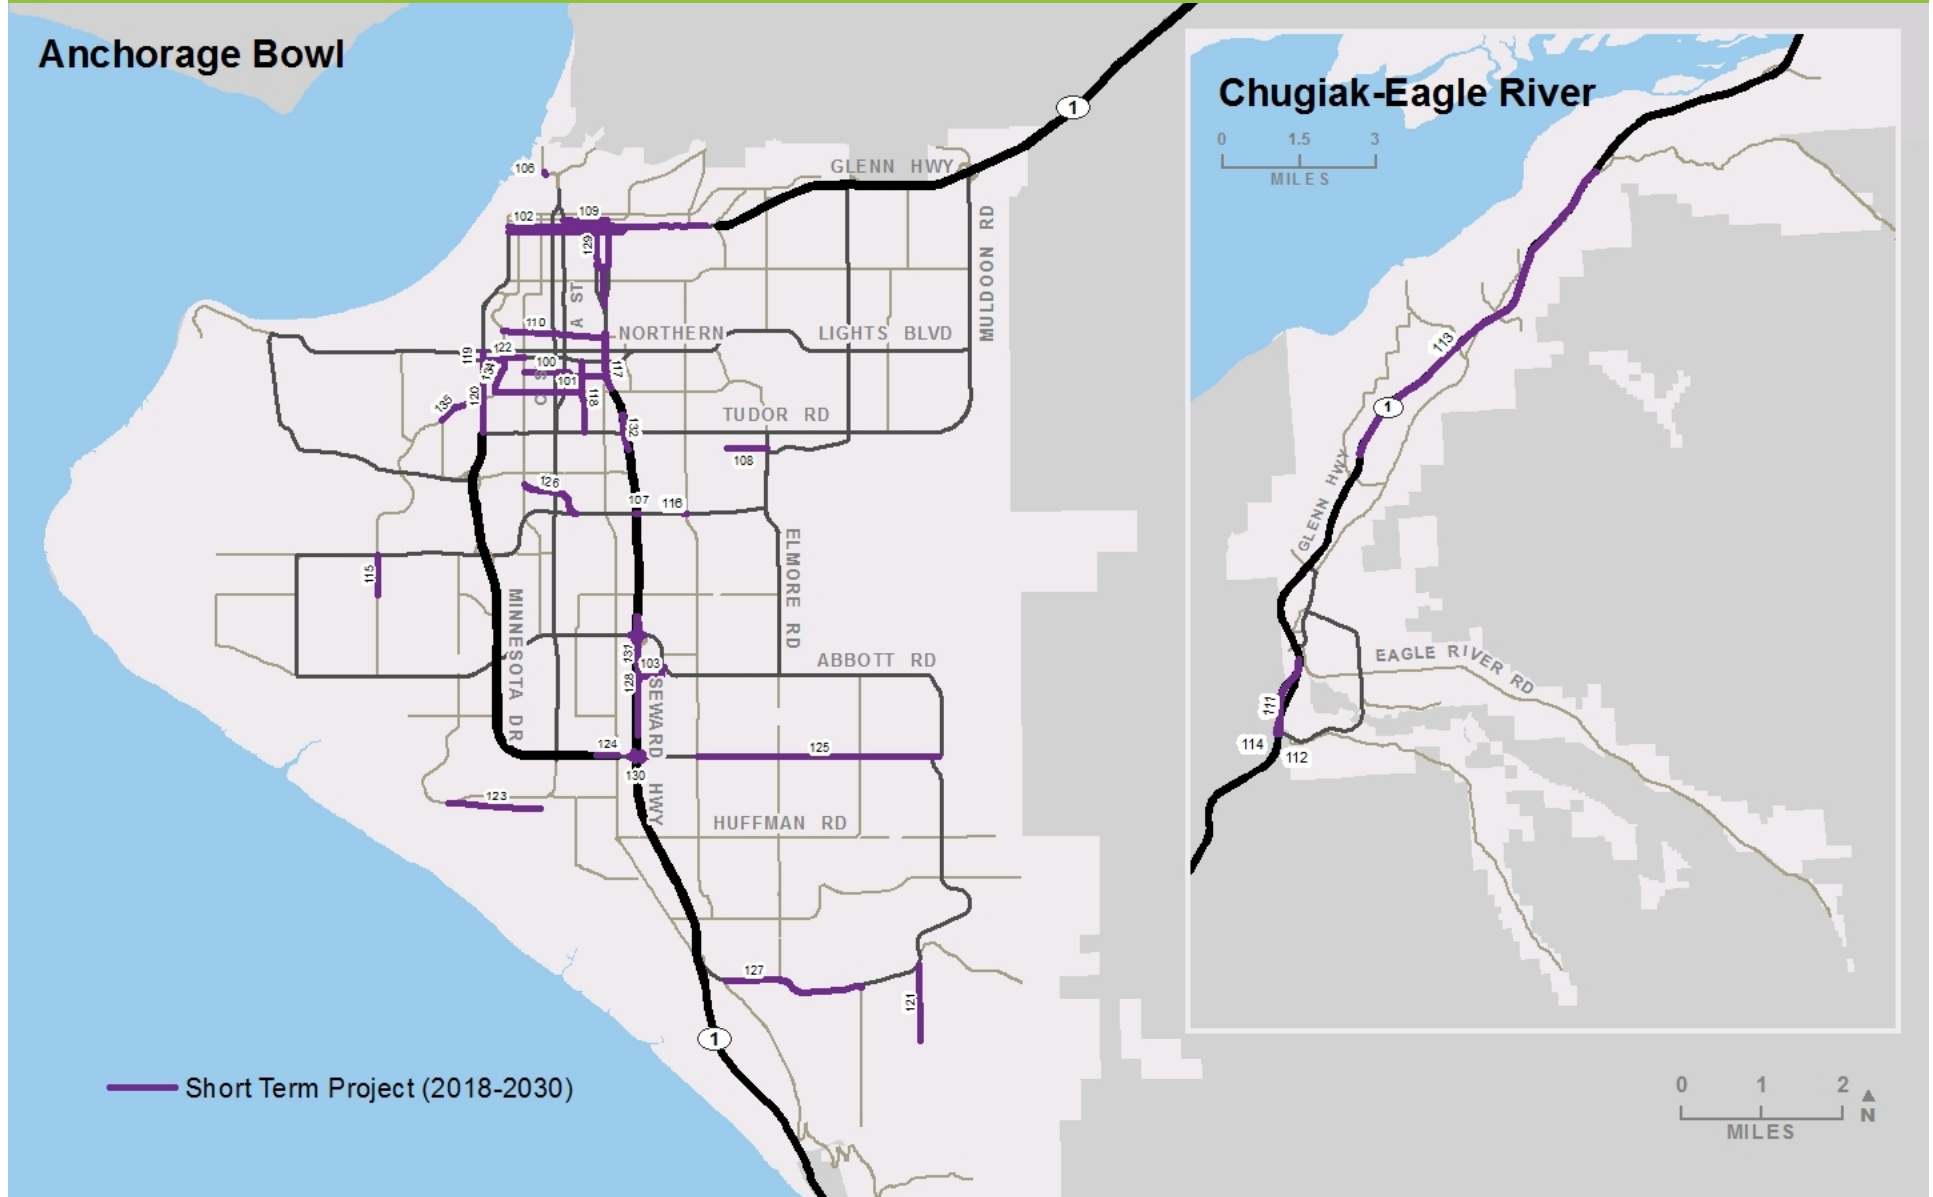 Anchorage Bowl
1
Chugiak-Eagle River
0 1.5 3
MILES
106
GLENN HWY
102
109
129
MULDOON RD
A ST
110
NORTHERN LIGHTS BLVD
119
122
100
117
134
101
C S
118
120
135
TUDOR RD
132
108
126
107
116
115
ELMORE RD
MINNESOTA DR
131
103
ABBOTT RD
128
SEWARD HWY
124
125
130
123
HUFFMAN RD
127
121
1
113
1
GLENN HWY
EAGLE RIVER RD
111
114
112
Short Term Project (2018-2030)
0 1 2
MILES
N